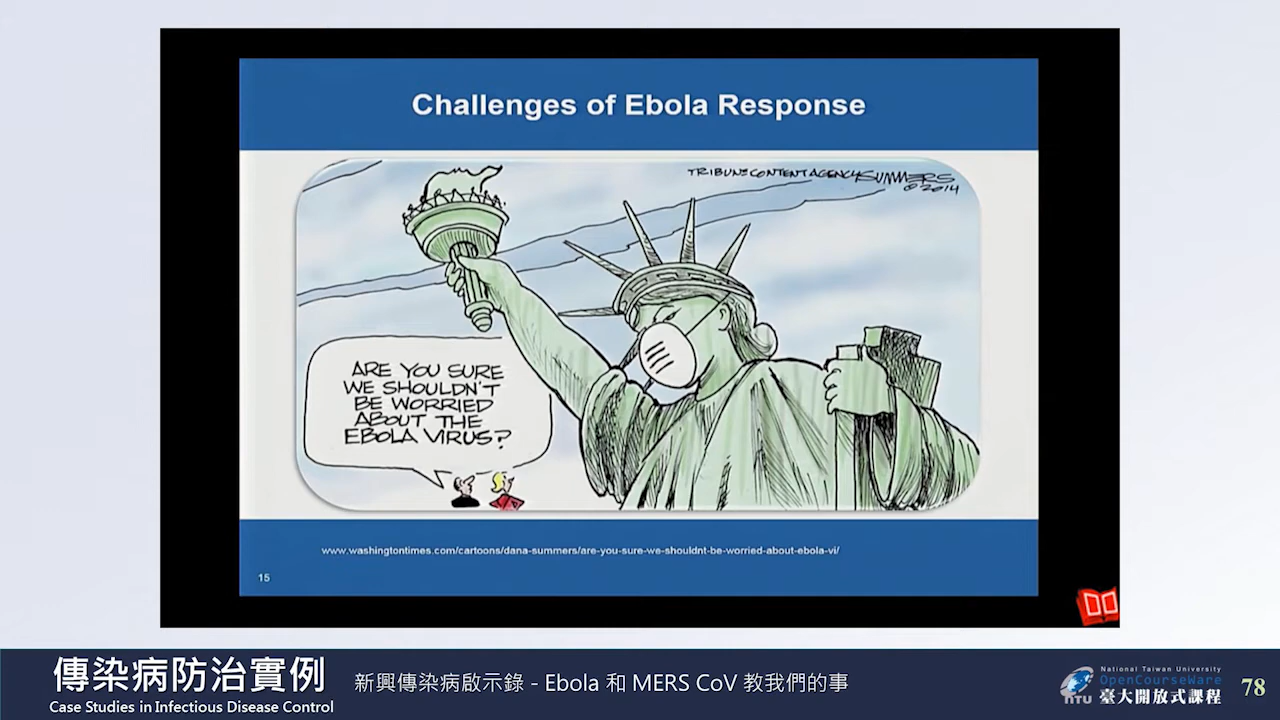 Challenges of Ebola Response
TRIBUNE CONTENT AGENCY SUMMERS
© 2014
ARE YOU SURE
WE SHOULDN'T
BE WORRIED
ABOUT THE
EBOLA VIRUS?
www.washingtontimes.com/cartoons/dana-summers/are-you-sure-we-shouldnt-be-worried-about-ebola-vi/
15
傳染病防治實例
Case Studies in Infectious Disease Control
新興傳染病啟示錄 - Ebola 和 MERS CoV 教我們的事
National Taiwan University
OpenCourseWare
NTU 臺大開放式課程
78